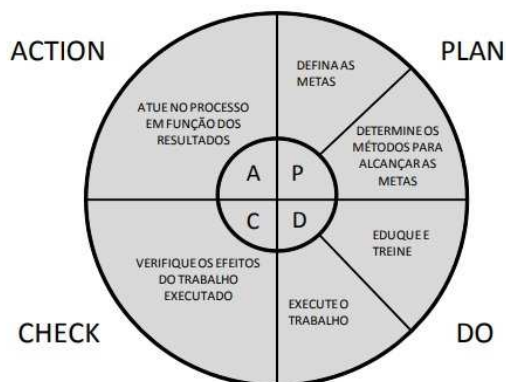 ACTION
PLAN
DEFINA AS
METAS
ATUE NO PROCESSO
EM FUNÇÃO DOS
RESULTADOS
DETERMINE OS
MÉTODOS PARA
ALCANÇAR AS
METAS
A P
C D
EDUQUE E
TREINE
VERIFIQUE OS EFEITOS
DO TRABALHO
EXECUTADO
EXECUTE O
TRABALHO
CHECK
DO